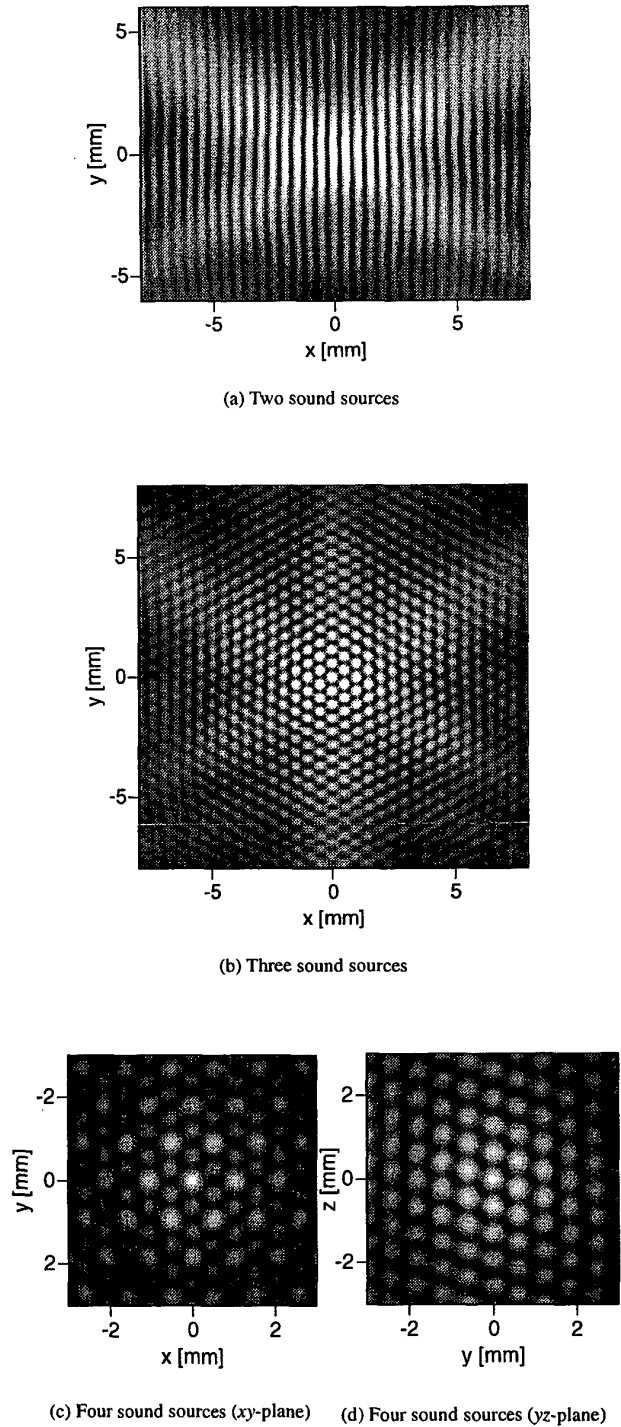 5
0
-5
y [mm]
-5 0 5
x [mm]
(a) Two sound sources
5
0
-5
y [mm]
-5 0 5
x [mm]
(b) Three sound sources
-2
0
2
y [mm]
-2 0 2
x [mm]
2
0
-2
z [mm]
-2 0 2
y [mm]
(c) Four sound sources (xy-plane) (d) Four sound sources (yz-plane)